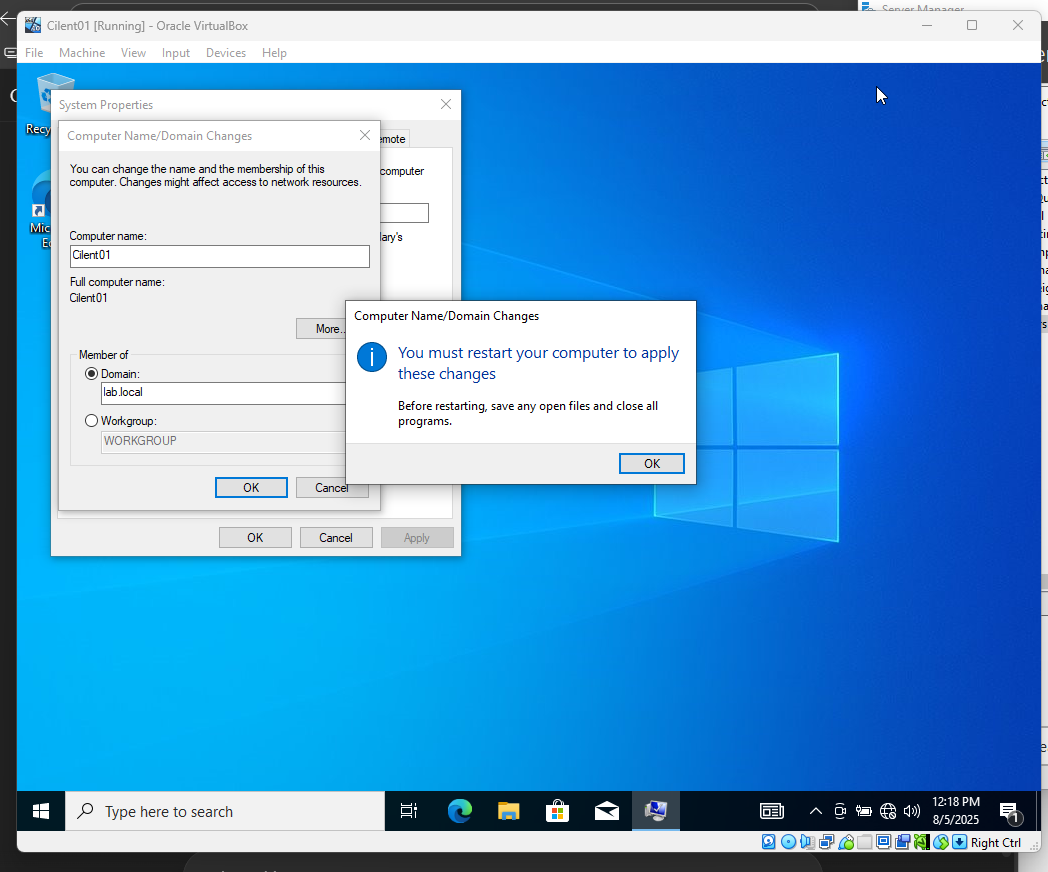 Server Manager
Cilent01 [Running] - Oracle VirtualBox
File Machine View Input Devices Help
System Properties
Computer Name/Domain Changes
emote
You can change the name and the membership of this
computer. Changes might affect access to network resources.
computer
Computer name:
Cilent01
Full computer name:
Cilent01
More..
Member of
Domain:
lab.local
Workgroup:
WORKGROUP
OK Cancel
OK Cancel Apply
Computer Name/Domain Changes
You must restart your computer to apply
these changes
Before restarting, save any open files and close all
programs.
OK
Type here to search
12:18 PM
8/5/2025
1
Right Ctrl